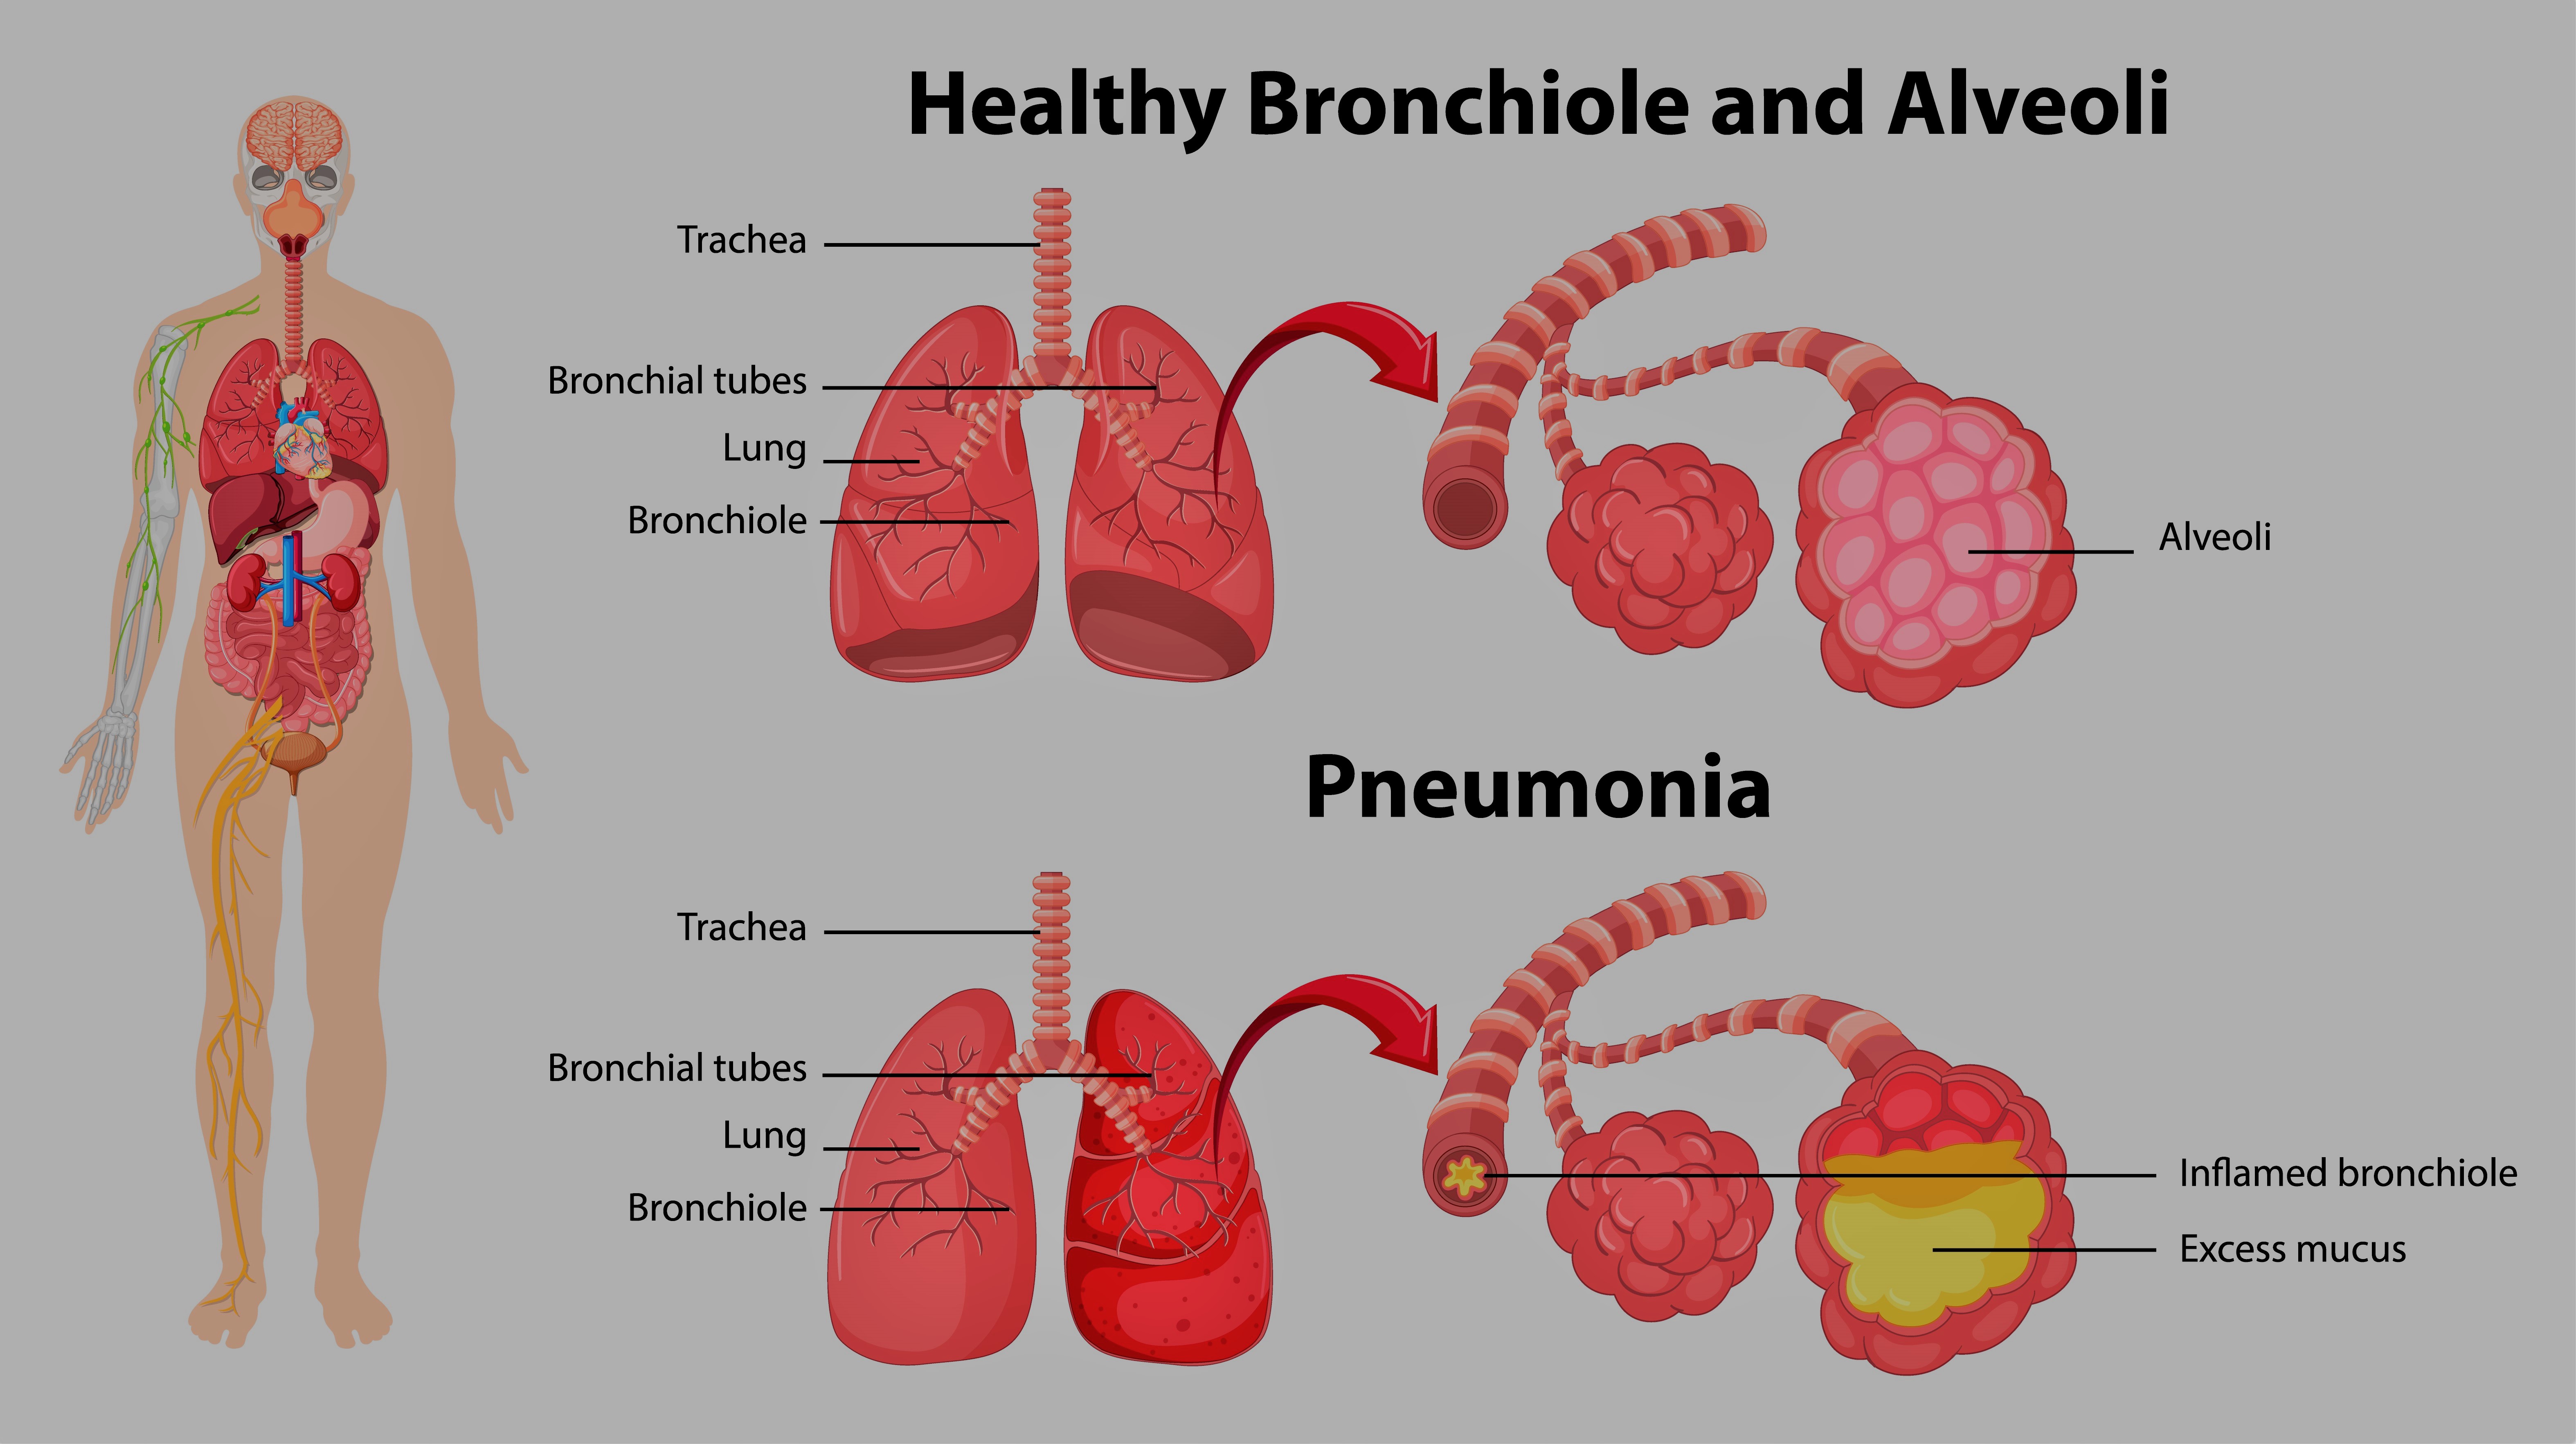 Healthy Bronchiole and Alveoli
Trachea
Bronchial tubes
Lung
Bronchiole
Alveoli
Pneumonia
Trachea
Bronchial tubes
Lung
Bronchiole
Inflamed bronchiole
Excess mucus